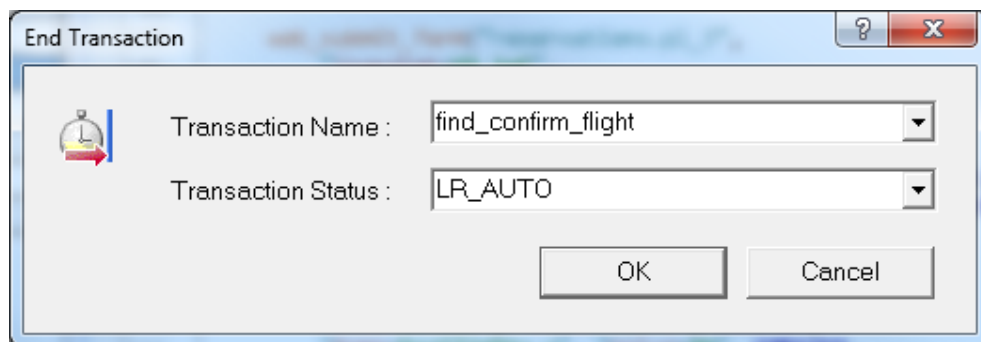 End Transaction
Transaction Name :
find_confirm_flight
Transaction Status :
LR_AUTO
OK
Cancel